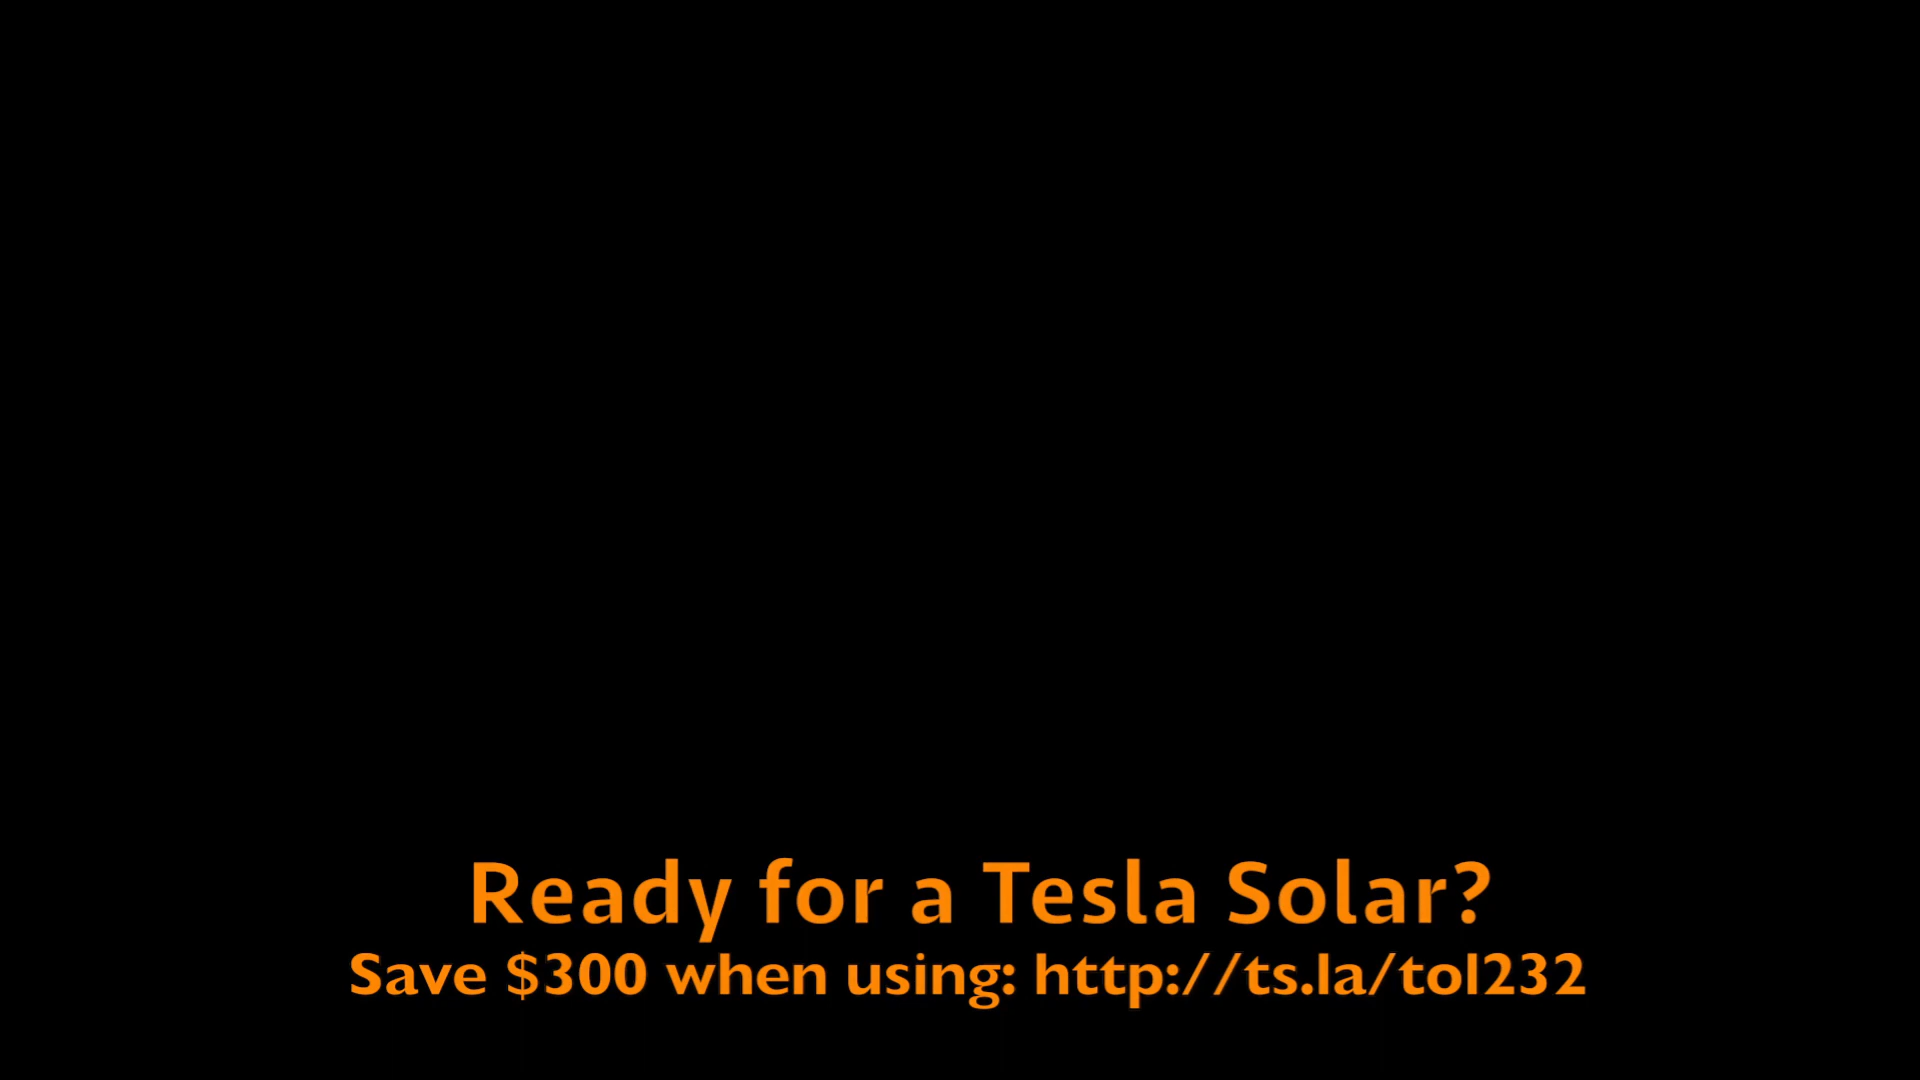 Ready for a Tesla Solar?
Save $300 when using: http://ts.la/tol232